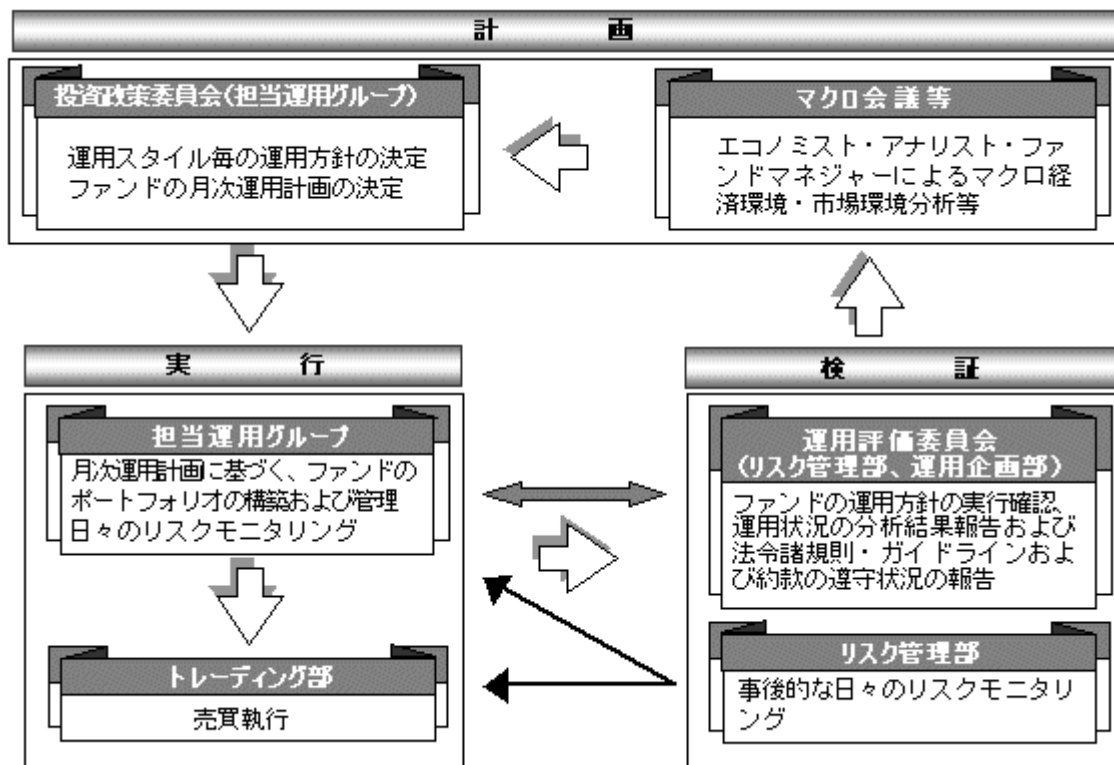 計画
投資政策委員会(担当運用グループ)
運用スタイル毎の運用方針の決定
ファンドの月次運用計画の決定
マクロ会議等
エコノミスト・アナリスト・ファ
ンドマネジャーによるマクロ経
済環境・市場環境分析等
実行
担当運用グループ
月次運用計画に基づく、ファンドの
ポートフォリオの構築および管理
日々のリスクモニタリング
トレーディング部
売買執行
検証
運用評価委員会
(リスク管理部、運用企画部)
ファンドの運用方針の実行確認、
運用状況の分析結果報告および
法令諸規則・ガイドラインおよ
び約款の遵守状況の報告
リスク管理部
事後的な日々のリスクモニタリ
ング